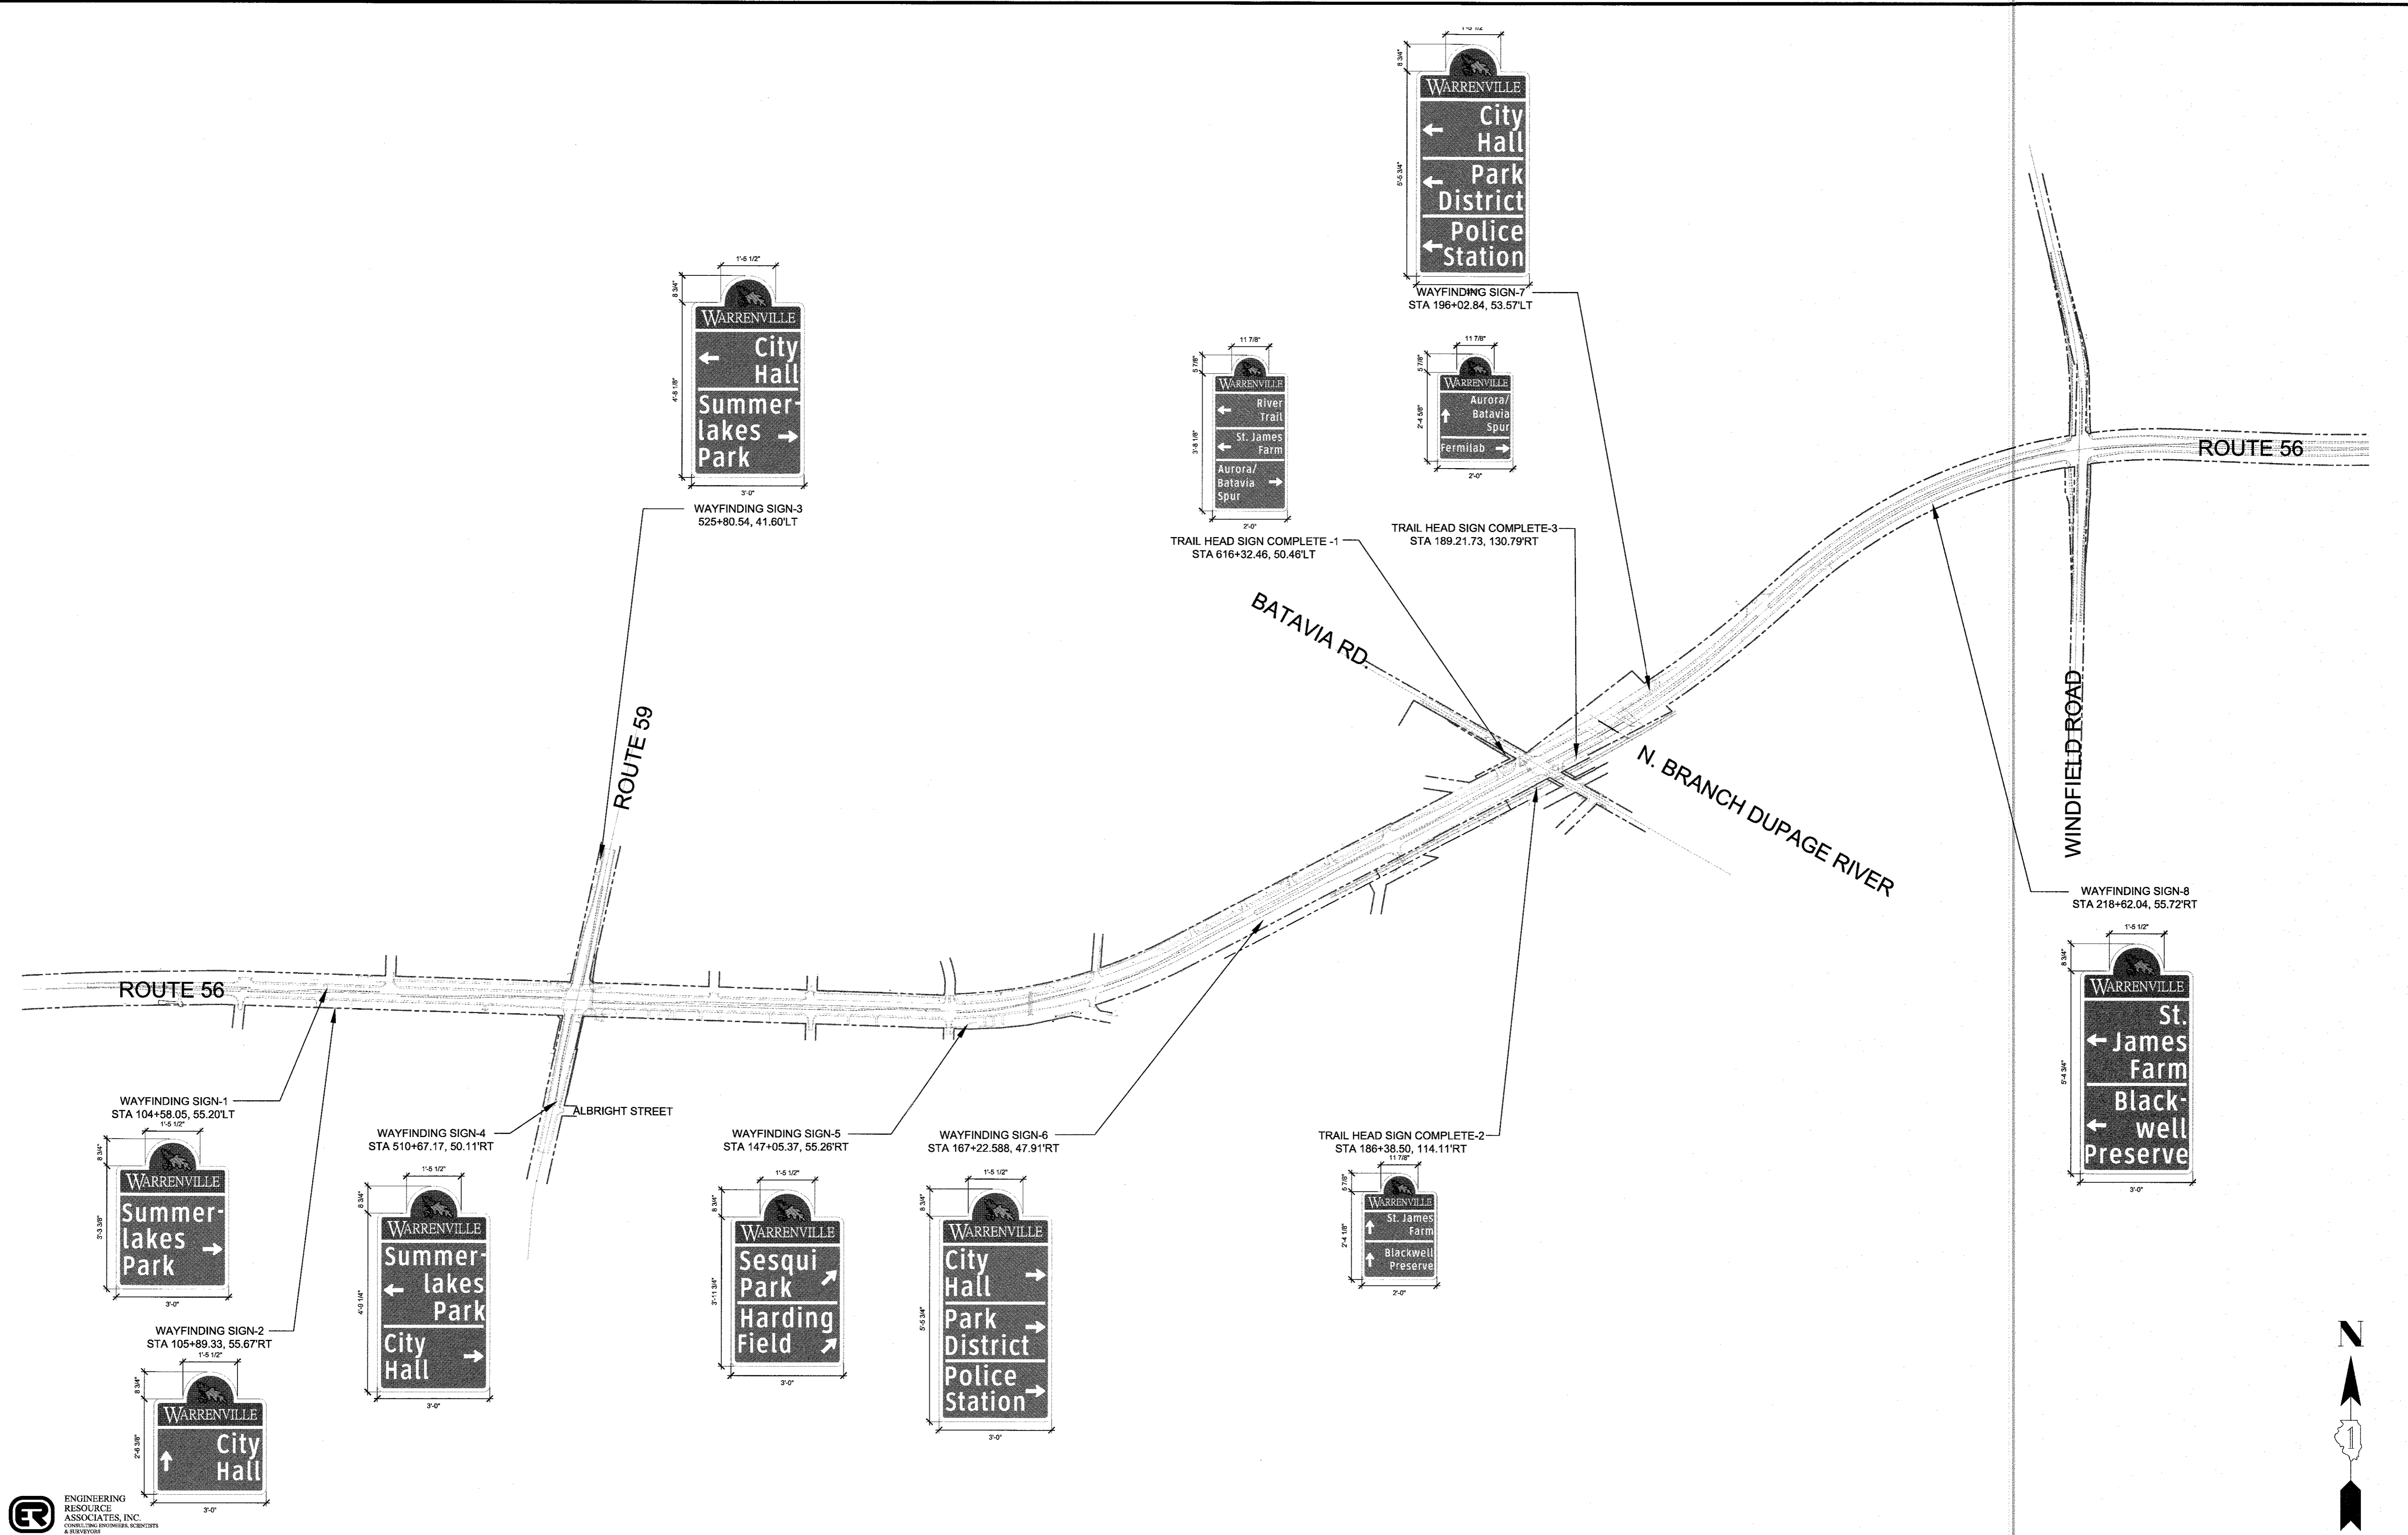 1'-5 1/2"
8 3/4"
WARRENVILLE
City
Hall
Park
District
Police
Station
5'-5 3/4"
WAYFINDING SIGN-7
STA 196+02.84, 53.57'LT
1'-5 1/2"
8 3/4"
WARRENVILLE
City
Hall
Summer-
lakes
Park
4'-8 1/8"
3'-0"
WAYFINDING SIGN-3
525+80.54, 41.60'LT
11 7/8"
5 7/8"
WARRENVILLE
River
Trail
St. James
Farm
Aurora/
Batavia
Spur
3'-8 1/8"
2'-0"
TRAIL HEAD SIGN COMPLETE -1
STA 616+32.46, 50.46'LT
11 7/8"
5 7/8"
WARRENVILLE
Aurora/
Batavia
Spur
Fermilab
2'-4 5/8"
2'-0"
TRAIL HEAD SIGN COMPLETE-3
STA 189.21.73, 130.79'RT
ROUTE 56
BATAVIA RD.
ROUTE 59
N. BRANCH DUPAGE RIVER
WINDFIELD ROAD
WAYFINDING SIGN-8
STA 218+62.04, 55.72'RT
1'-5 1/2"
8 3/4"
WARRENVILLE
St.
James
Farm
Black-
well
Preserve
5'-4 3/4"
3'-0"
ROUTE 56
ALBRIGHT STREET
WAYFINDING SIGN-1
STA 104+58.05, 55.20'LT
1'-5 1/2"
8 3/4"
WARRENVILLE
Summer-
lakes
Park
3'-3 3/8"
3'-0"
WAYFINDING SIGN-2
STA 105+89.33, 55.67'RT
1'-5 1/2"
8 3/4"
WARRENVILLE
City
Hall
2'-6 3/8"
3'-0"
WAYFINDING SIGN-4
STA 510+67.17, 50.11'RT
1'-5 1/2"
8 3/4"
WARRENVILLE
Summer-
lakes
Park
City
Hall
4'-9 1/4"
3'-0"
WAYFINDING SIGN-5
STA 147+05.37, 55.26'RT
1'-5 1/2"
8 3/4"
WARRENVILLE
Sesqui
Park
Harding
Field
3'-11 3/4"
3'-0"
WAYFINDING SIGN-6
STA 167+22.588, 47.91'RT
1'-5 1/2"
8 3/4"
WARRENVILLE
City
Hall
Park
District
Police
Station
5'-5 3/4"
3'-0"
TRAIL HEAD SIGN COMPLETE-2
STA 186+38.50, 114.11'RT
11 7/8"
5 7/8"
WARRENVILLE
St. James
Farm
Blackwell
Preserve
2'-4 1/8"
2'-0"
N
1
ER
ENGINEERING
RESOURCE
ASSOCIATES, INC.
CONSULTING ENGINEERS, SCIENTISTS
& SURVEYORS